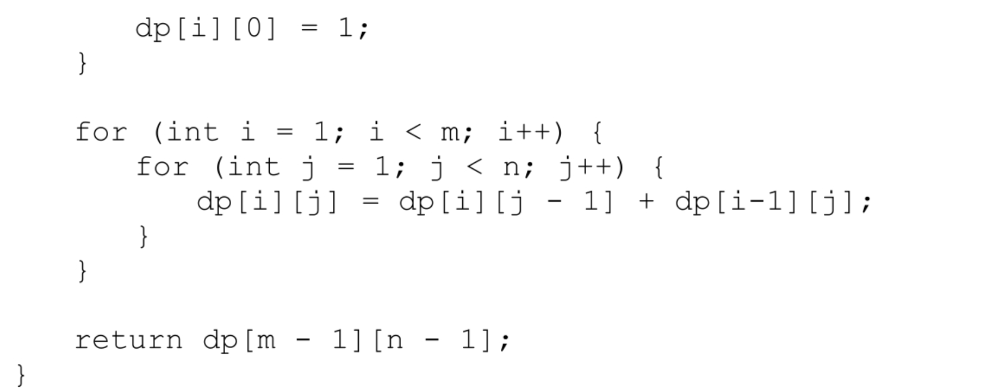 dp[i][0] = 1;
    }

    for (int i = 1; i < m; i++) {
        for (int j = 1; j < n; j++) {
            dp[i][j] = dp[i][j - 1] + dp[i-1][j];
        }
    }

    return dp[m - 1][n - 1];
}